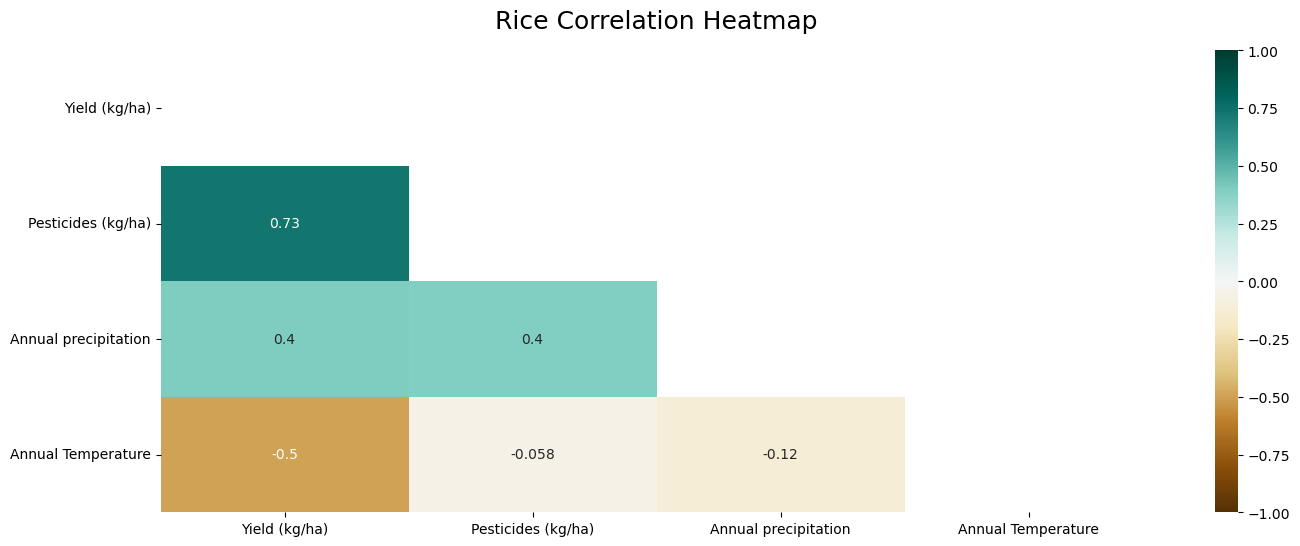 Rice Correlation Heatmap
Yield (kg/ha)
Pesticides (kg/ha)
0.73
Annual precipitation
0.4 0.4
Annual Temperature
-0.5 -0.058 -0.12
Yield (kg/ha) Pesticides (kg/ha) Annual precipitation Annual Temperature
1.00
0.75
0.50
0.25
0.00
−0.25
−0.50
−0.75
−1.00